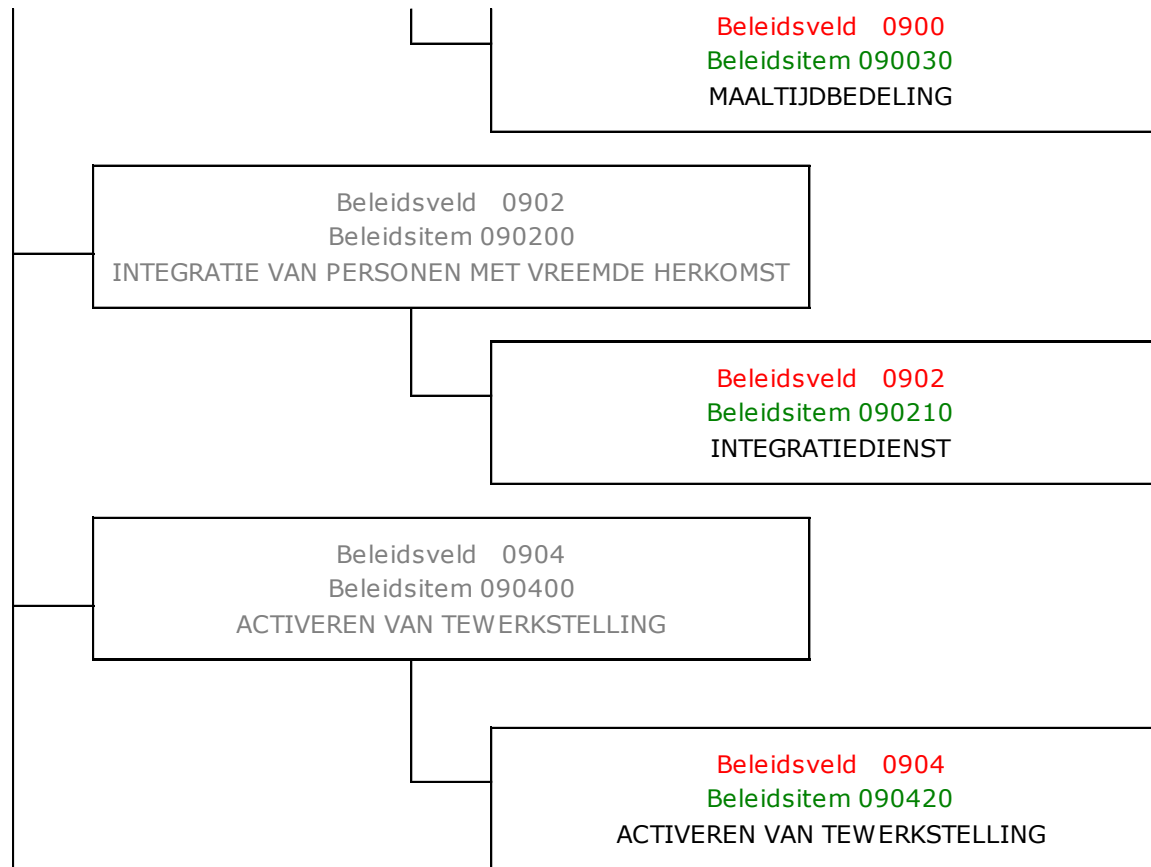 Beleidsveld 0900
Beleidsitem 090030
MAALTIJDBEDELING
Beleidsveld 0902
Beleidsitem 090200
INTEGRATIE VAN PERSONEN MET VREEMDE HERKOMST
Beleidsveld 0902
Beleidsitem 090210
INTEGRATIEDIENST
Beleidsveld 0904
Beleidsitem 090400
ACTIVEREN VAN TEWERKSTELLING
Beleidsveld 0904
Beleidsitem 090420
ACTIVEREN VAN TEWERKSTELLING